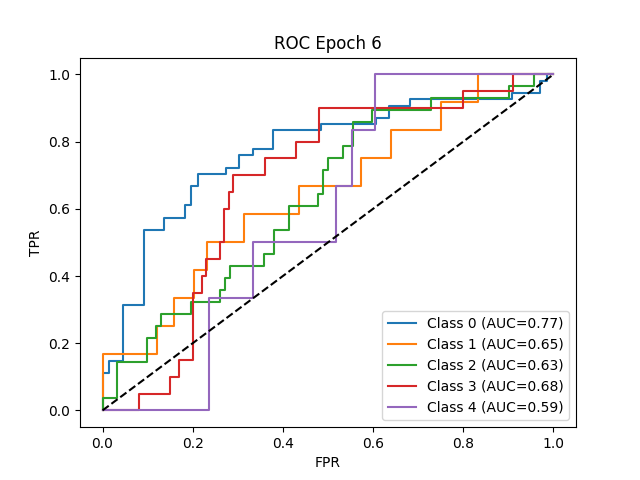 ROC Epoch 6
TPR
1.0
0.8
0.6
0.4
0.2
0.0
Class 0 (AUC=0.77)
Class 1 (AUC=0.65)
Class 2 (AUC=0.63)
Class 3 (AUC=0.68)
Class 4 (AUC=0.59)
0.0 0.2 0.4 0.6 0.8 1.0
FPR